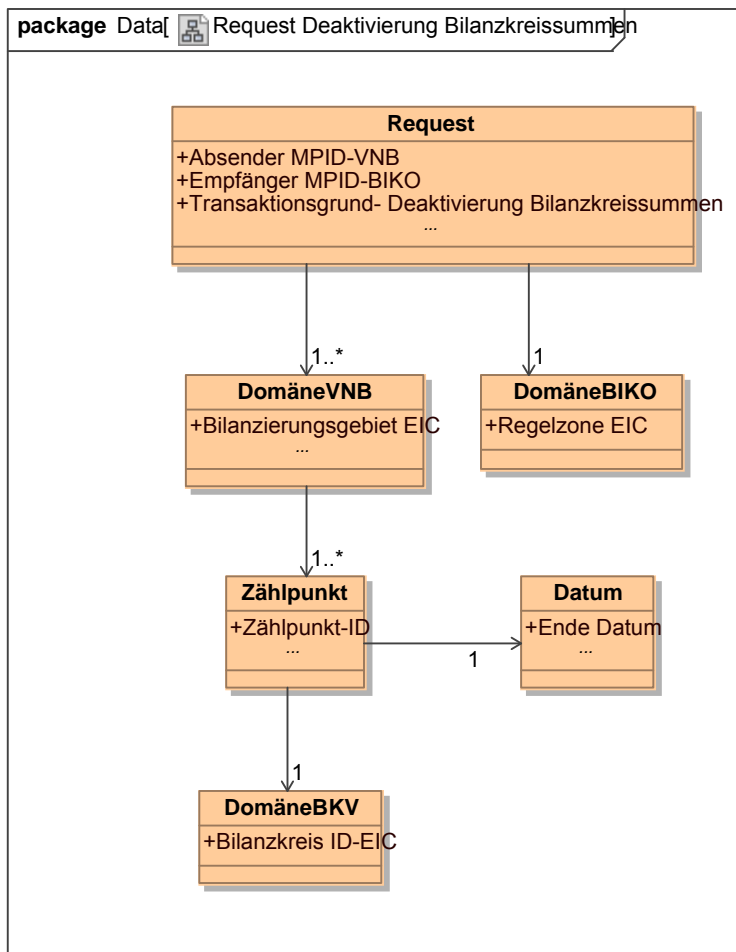 package Data[ Request Deaktivierung Bilanzkreissummen]
Request
+Absender MPID-VNB
+Empfänger MPID-BIKO
+Transaktionsgrund- Deaktivierung Bilanzkreissummen
...
1..*
1
DomäneVNB
+Bilanzierungsgebiet EIC
...
DomäneBIKO
+Regelzone EIC
1..*
Zählpunkt
+Zählpunkt-ID
...
1
Datum
+Ende Datum
...
1
DomäneBKV
+Bilanzkreis ID-EIC